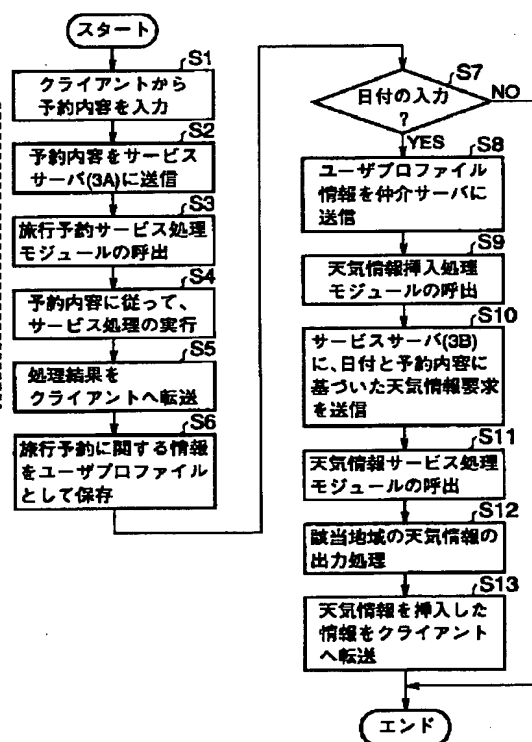 スタート
S1
クライアントから
予約内容を入力
S2
予約内容をサービス
サーバ(3A)に送信
S3
旅行予約サービス処理
モジュールの呼出
S4
予約内容に従って、
サービス処理の実行
S5
処理結果を
クライアントへ転送
S6
旅行予約に関する情報
をユーザプロファイル
として保存
S7
日付の入力
?
NO
YES
S8
ユーザプロファイル
情報を仲介サーバに
送信
S9
天気情報挿入処理
モジュールの呼出
S10
サービスサーバ(3B)
に、日付と予約内容に
基づいた天気情報要求
を送信
S11
天気情報サービス処理
モジュールの呼出
S12
該当地域の天気情報の
出力処理
S13
天気情報を挿入した
情報をクライアント
へ転送
エンド